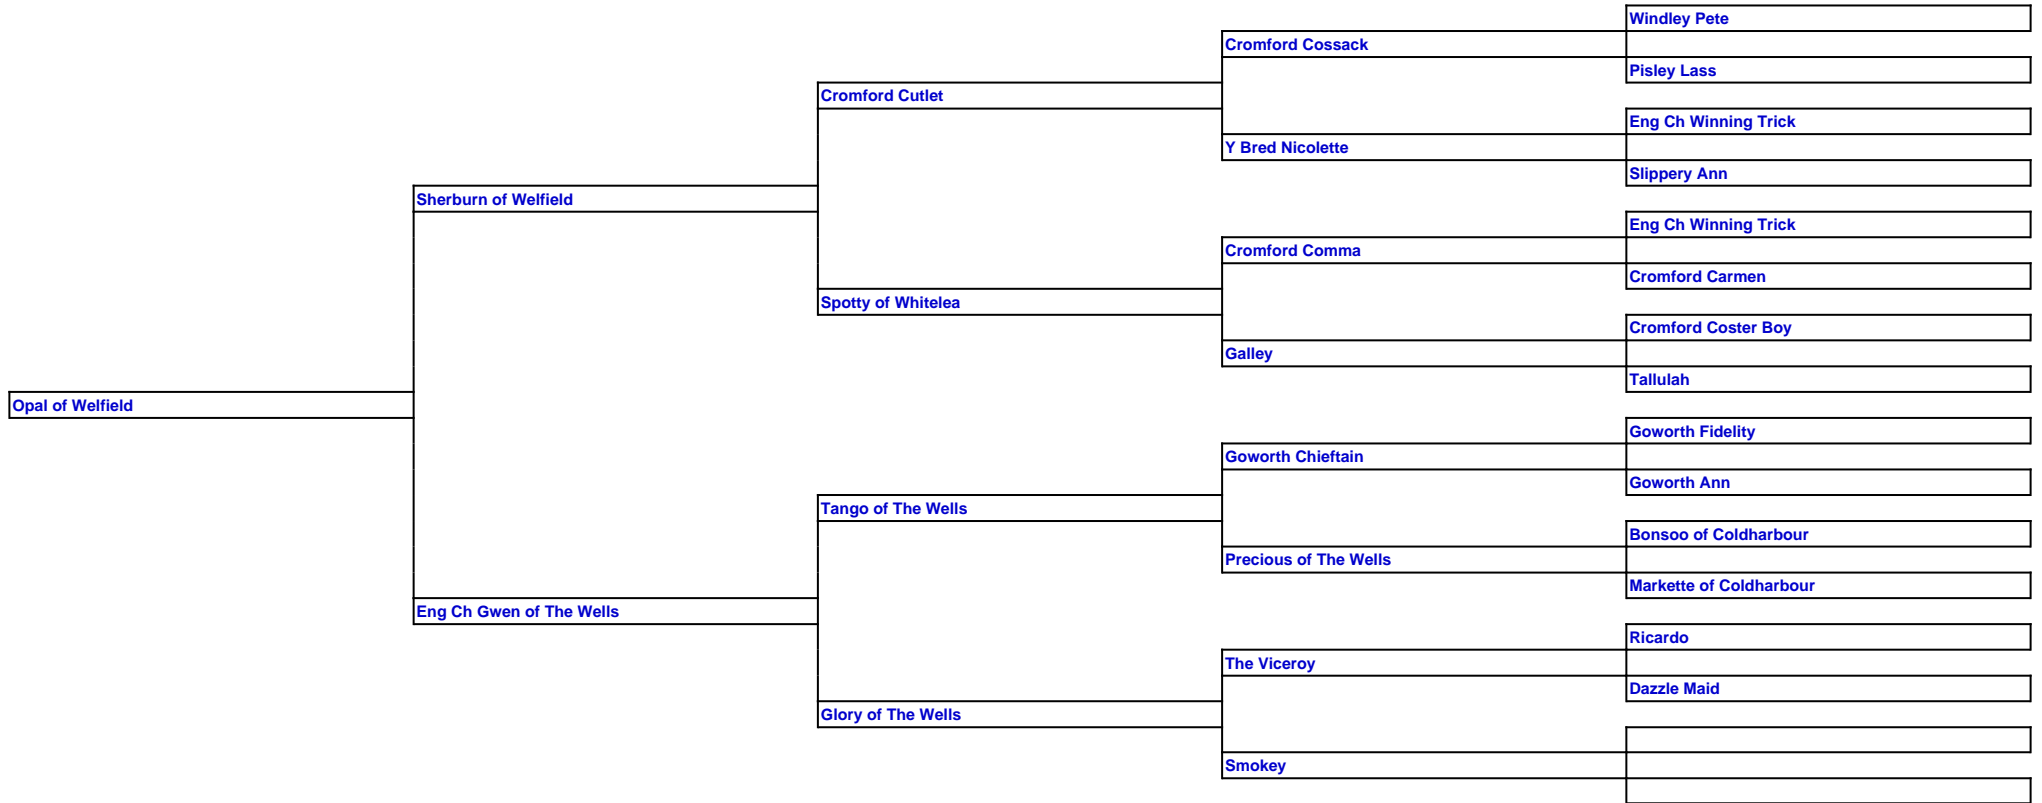 Windley Pete
Cromford Cossack
Pisley Lass
Cromford Cutlet
Eng Ch Winning Trick
Y Bred Nicolette
Slippery Ann
Sherburn of Welfield
Eng Ch Winning Trick
Cromford Comma
Cromford Carmen
Spotty of Whitelea
Cromford Coster Boy
Galley
Tallulah
Opal of Welfield
Goworth Fidelity
Goworth Chieftain
Goworth Ann
Tango of The Wells
Bonsoo of Coldharbour
Precious of The Wells
Markette of Coldharbour
Eng Ch Gwen of The Wells
Ricardo
The Viceroy
Dazzle Maid
Glory of The Wells
Smokey